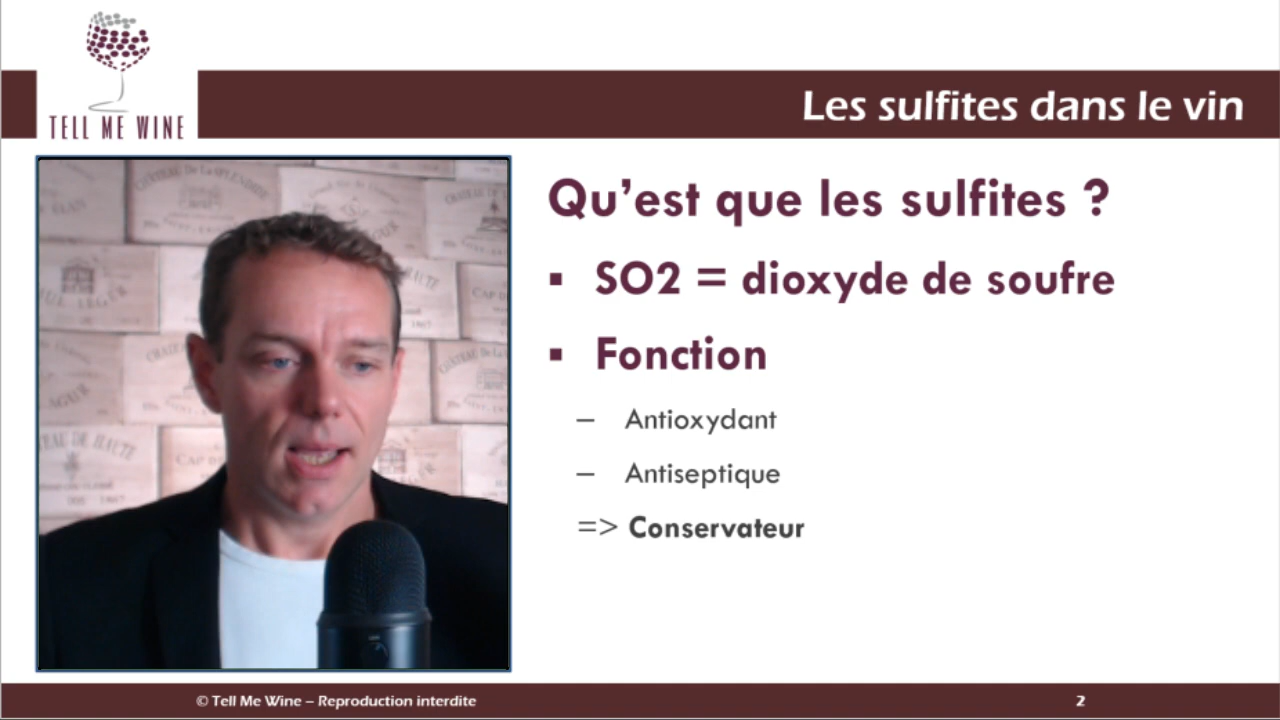 TELL ME WINE
Les sulfites dans le vin
Qu’est que les sulfites ?
▪ SO2 = dioxyde de soufre
▪ Fonction
– Antioxydant
– Antiseptique
=> Conservateur
© Tell Me Wine – Reproduction interdite
2